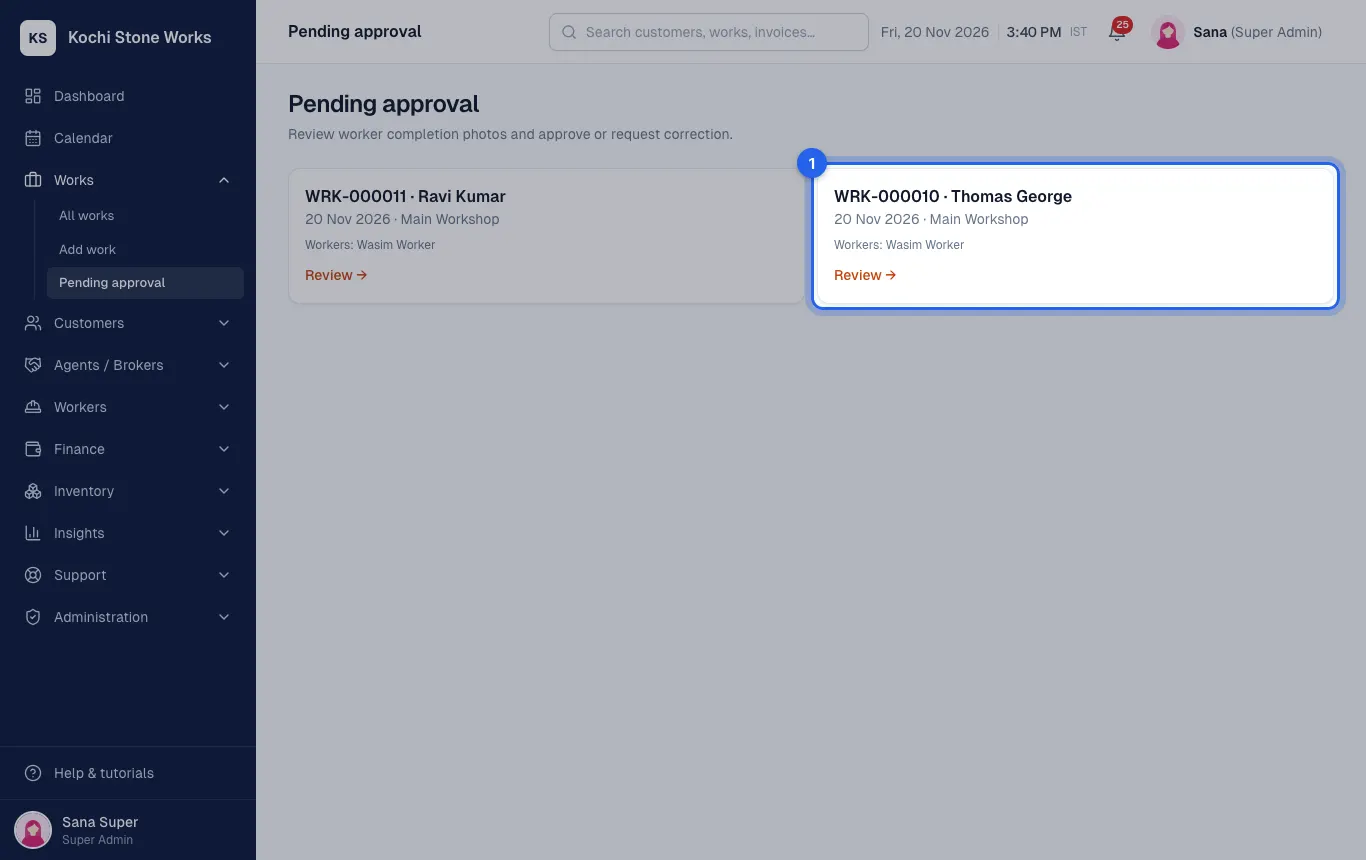 KS
Kochi Stone Works
Dashboard
Calendar
Works
All works
Add work
Pending approval
Customers
Agents / Brokers
Workers
Finance
Inventory
Insights
Support
Administration
Help & tutorials
Sana Super
Super Admin
Pending approval
Search customers, works, invoices...
Fri, 20 Nov 2026
3:40 PM IST
25
Sana (Super Admin)
Pending approval
Review worker completion photos and approve or request correction.
WRK-000011 · Ravi Kumar
20 Nov 2026 · Main Workshop
Workers: Wasim Worker
Review →
1
WRK-000010 · Thomas George
20 Nov 2026 · Main Workshop
Workers: Wasim Worker
Review →